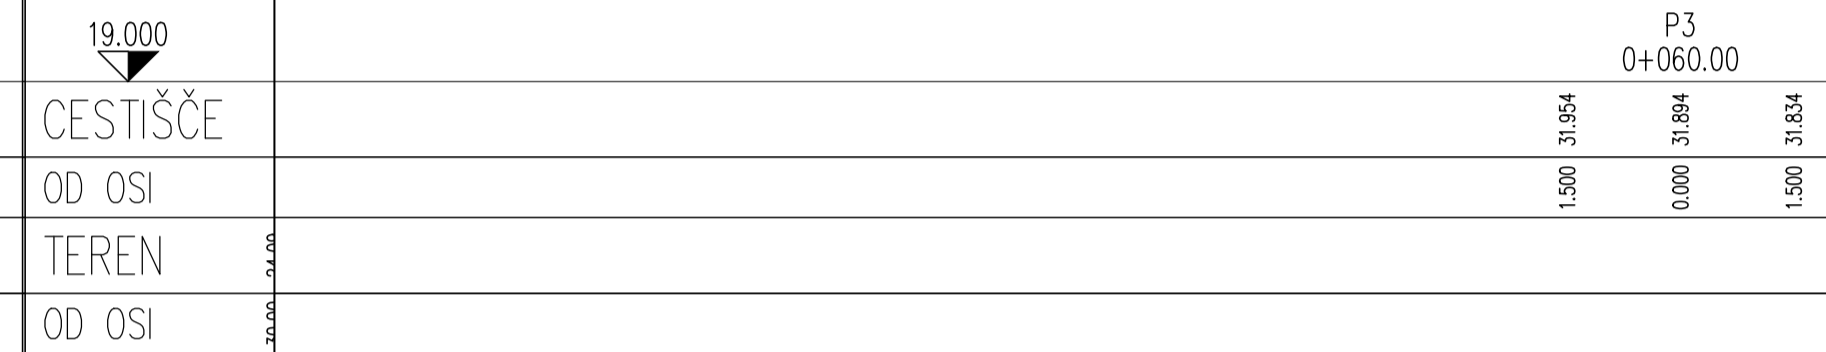 19.000
P3
0+060.00
CESTIŠČE
31.954 31.894 31.834
OD OSI
1.500 0.000 1.500
TEREN
OD OSI